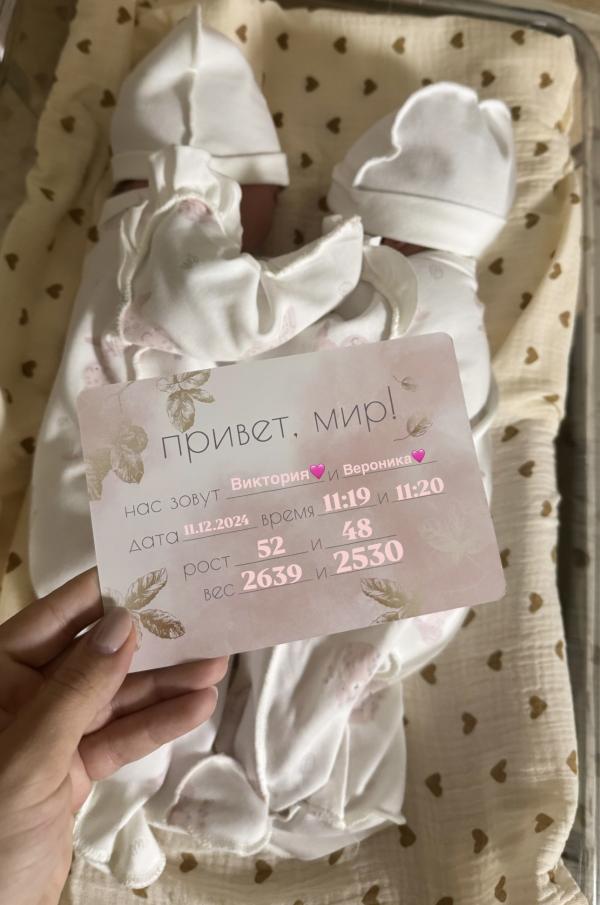 привет, мир!
нас зовут Виктория💗 и Вероника💗
дата 11.12.2024 время 11:19 и 11:20
рост 52 и 48
вес 2639 и 2530